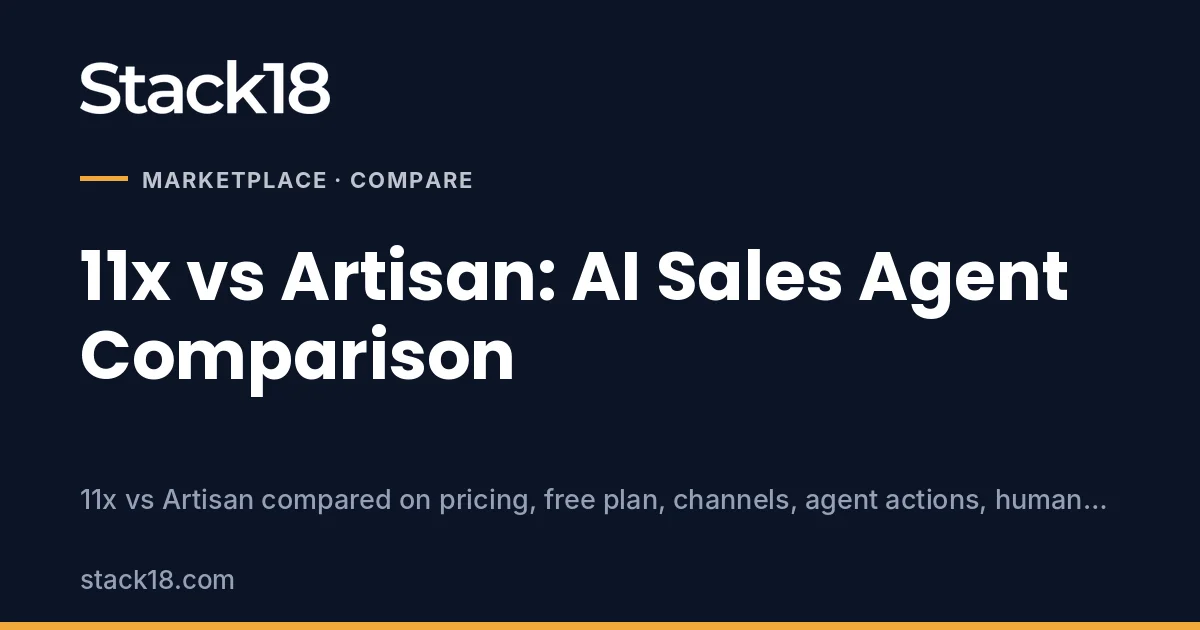 Stack18
MARKETPLACE · COMPARE
11x vs Artisan: AI Sales Agent
Comparison
11x vs Artisan compared on pricing, free plan, channels, agent actions, human...
stack18.com